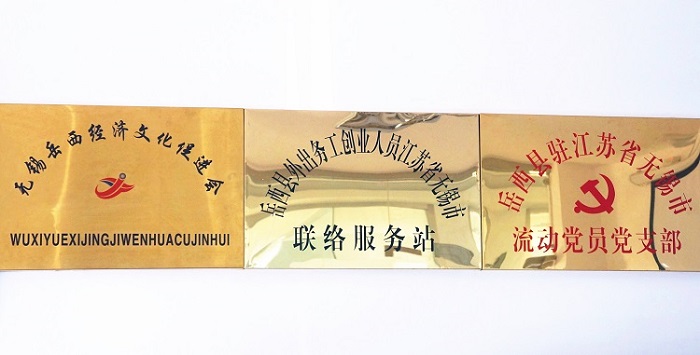 无锡岳西经济文化促进会
WUXIYUEXIJINGJIWENHUACUJINHUI
岳西县外出务工创业人员江苏省无锡市
联络服务站
岳西县驻江苏省无锡市
流动党员党支部